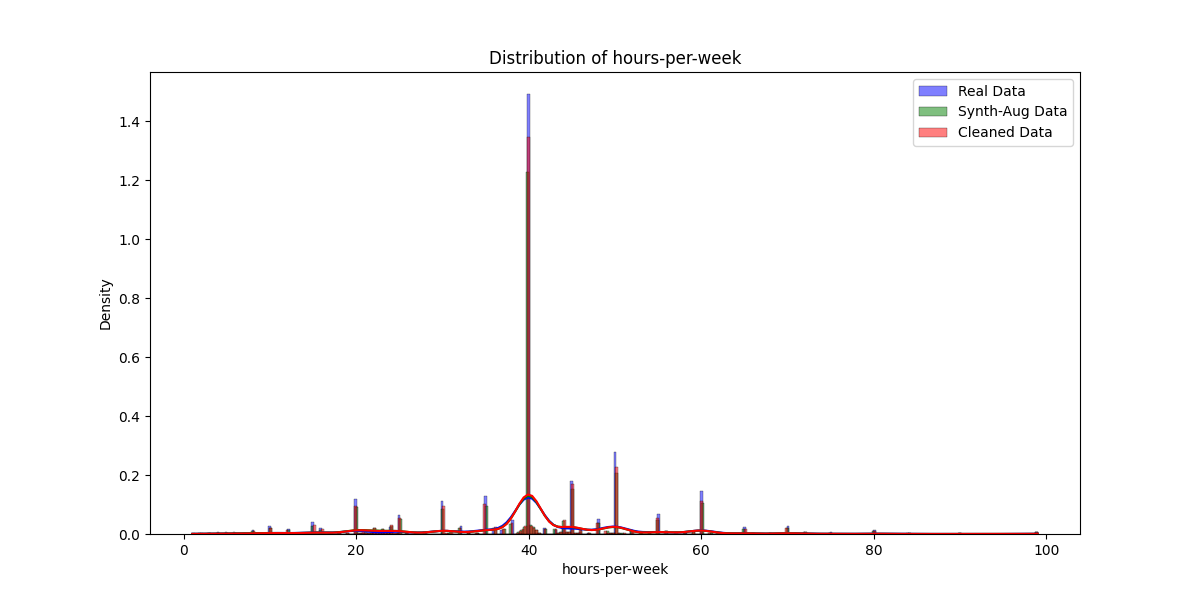 Distribution of hours-per-week
Real Data
Synth-Aug Data
Cleaned Data
Density
1.4
1.2
1.0
0.8
0.6
0.4
0.2
0.0
0 20 40 60 80 100
hours-per-week